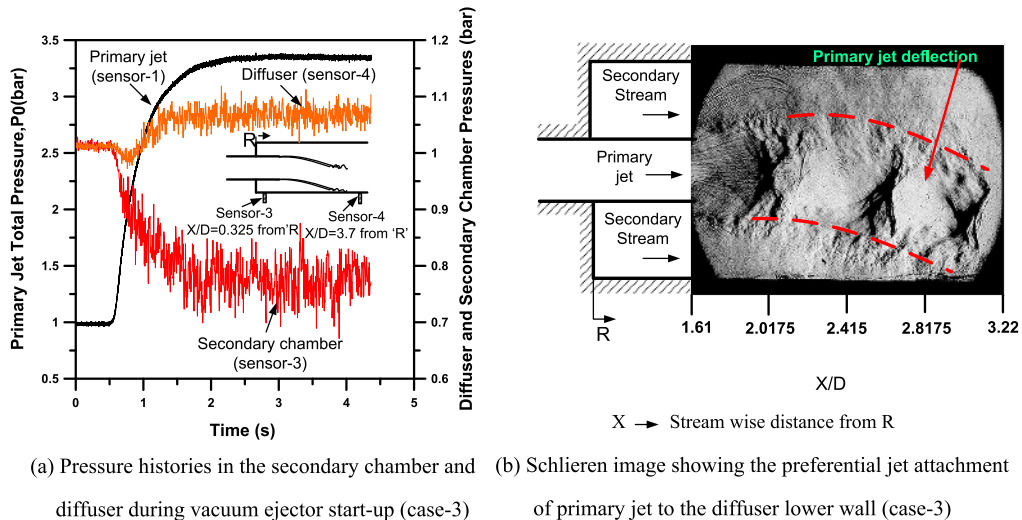 3.5
3
2.5
2
1.5
1
0.5
Primary Jet Total Pressure,P0(bar)
1.2
1.1
1
0.9
0.8
0.7
0.6
Diffuser and Secondary Chamber Pressures (bar)
Primary jet
(sensor-1)
Diffuser (sensor-4)
R
Sensor-3
X/D=0.325 from'R'
Sensor-4
X/D=3.7 from 'R'
Secondary chamber
(sensor-3)
0 1 2 3 4 5
Time (s)
(a) Pressure histories in the secondary chamber and
diffuser during vacuum ejector start-up (case-3)
Primary jet deflection
Secondary
Stream
Primary
jet
Secondary
Stream
R
1.61 2.0175 2.415 2.8175 3.22
X/D
X → Stream wise distance from R
(b) Schlieren image showing the preferential jet attachment
of primary jet to the diffuser lower wall (case-3)